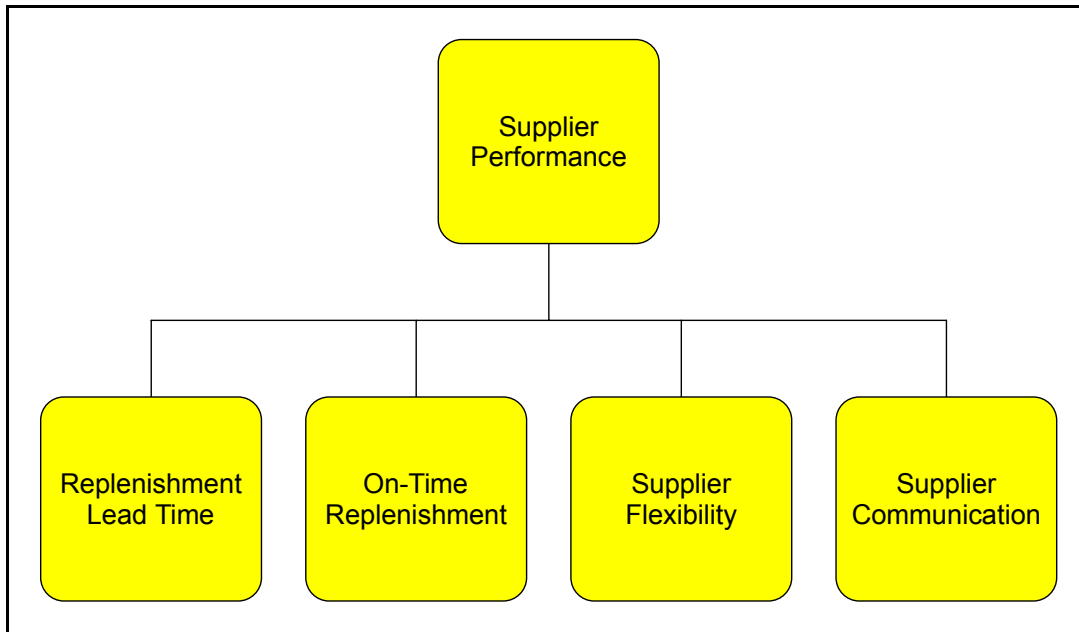 Supplier
Performance
Replenishment
Lead Time
On-Time
Replenishment
Supplier
Flexibility
Supplier
Communication